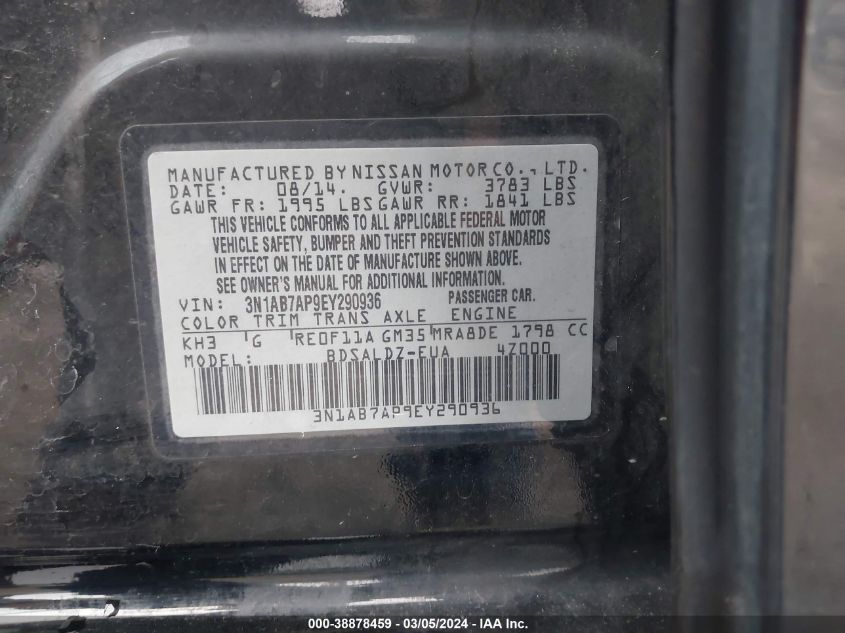 MANUFACTURED BY NISSAN MOTOR CO., LTD.
DATE: 08/14. GVWR: 3783 LBS
GAWR FR: 1995 LBS GAWR RR: 1841 LBS
THIS VEHICLE CONFORMS TO ALL APPLICABLE FEDERAL MOTOR
VEHICLE SAFETY, BUMPER AND THEFT PREVENTION STANDARDS
IN EFFECT ON THE DATE OF MANUFACTURE SHOWN ABOVE.
SEE OWNER'S MANUAL FOR ADDITIONAL INFORMATION.
VIN: 3N1AB7AP9EY290936 PASSENGER CAR.
COLOR TRIM TRANS AXLE ENGINE
KH3 G RE0F11A GM35 MRA8DE 1798 CC
MODEL: BDSALDZ-EUA 4Z000
3N1AB7AP9EY290936
000-38878459 - 03/05/2024 - IAA Inc.